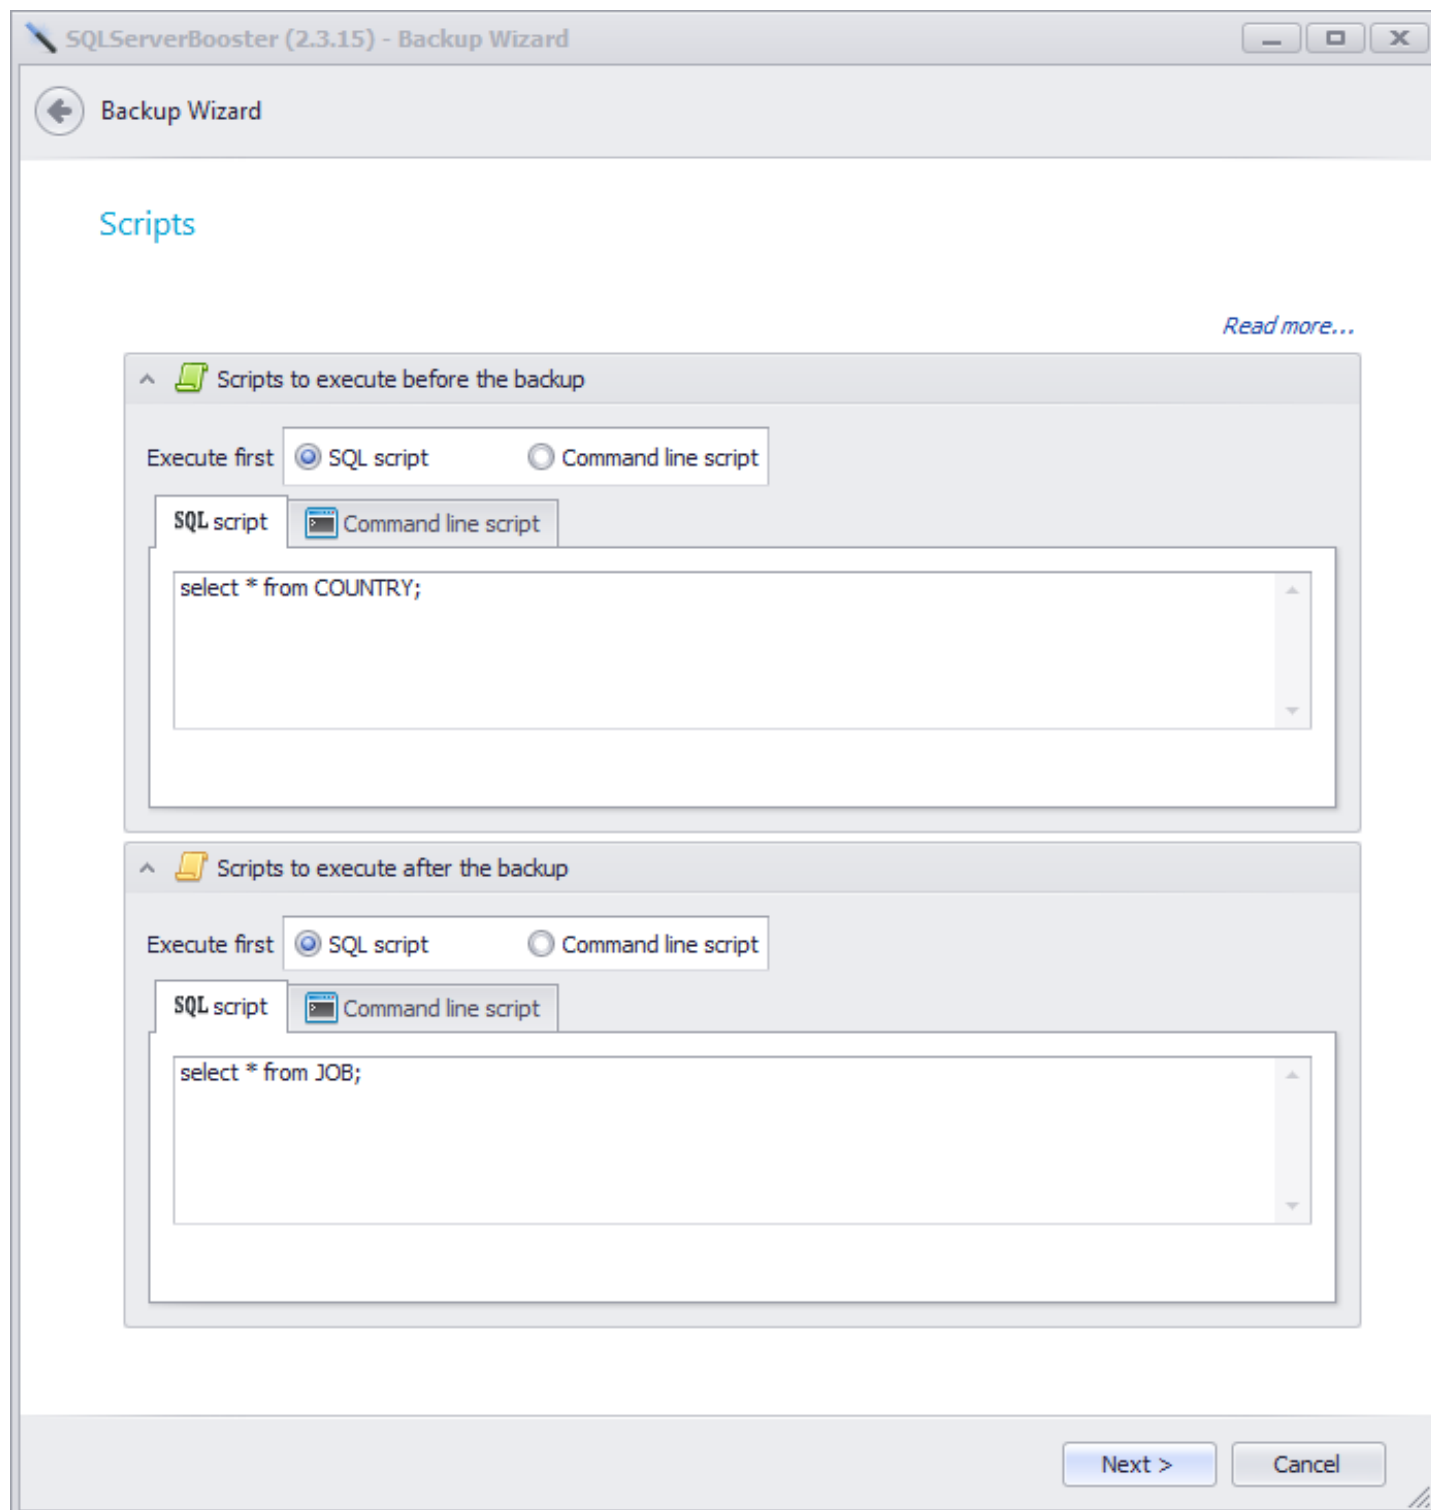 SQLServerBooster (2.3.15) - Backup Wizard
Backup Wizard
Scripts
Read more...
Scripts to execute before the backup
Execute first SQL script Command line script
SQL script Command line script
select * from COUNTRY;
Scripts to execute after the backup
Execute first SQL script Command line script
SQL script Command line script
select * from JOB;
Next > Cancel